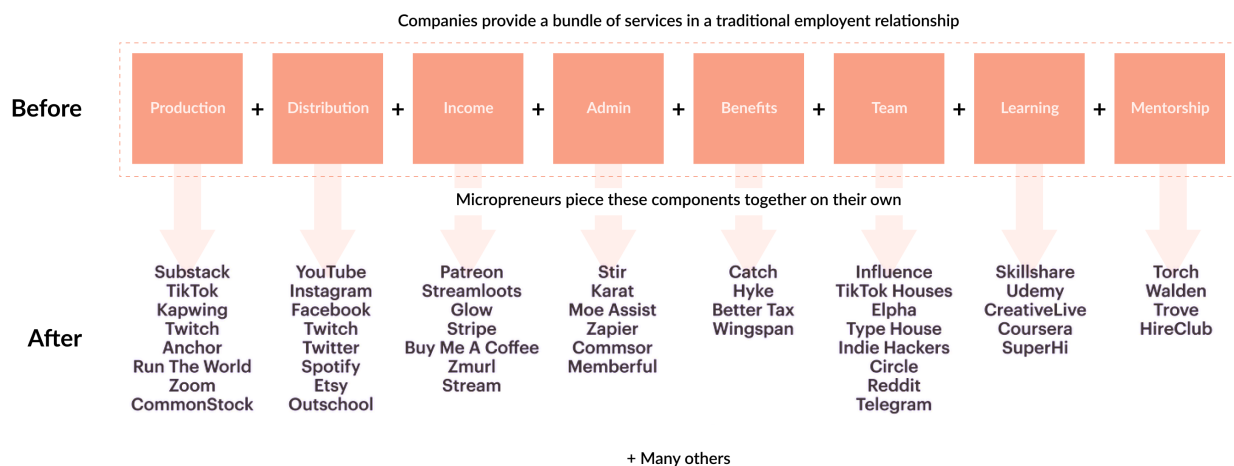 Companies provide a bundle of services in a traditional employent relationship
Before
Production + Distribution + Income + Admin + Benefits + Team + Learning + Mentorship
Micropreneurs piece these components together on their own
After
Substack
TikTok
Kapwing
Twitch
Anchor
Run The World
Zoom
CommonStock
YouTube
Instagram
Facebook
Twitch
Twitter
Spotify
Etsy
Outschool
Patreon
Streamloots
Glow
Stripe
Buy Me A Coffee
Zmurl
Stream
Stir
Karat
Moe Assist
Zapier
Commsor
Memberful
Catch
Hyke
Better Tax
Wingspan
Influence
TikTok Houses
Elpha
Type House
Indie Hackers
Circle
Reddit
Telegram
Skillshare
Udemy
CreativeLive
Coursera
SuperHi
Torch
Walden
Trove
HireClub
+ Many others